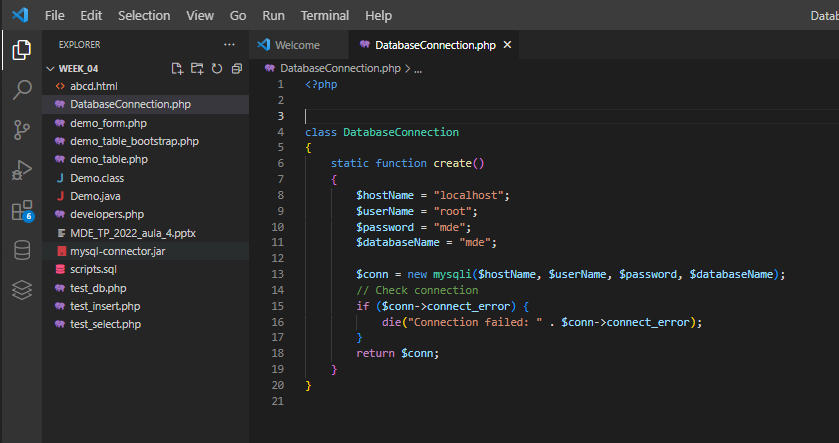 File Edit Selection View Go Run Terminal Help Datab
EXPLORER ...
WEEK_04
abcd.html
DatabaseConnection.php
demo_form.php
demo_table_bootstrap.php
demo_table.php
Demo.class
Demo.java
developers.php
MDE_TP_2022_aula_4.pptx
mysql-connector.jar
scripts.sql
test_db.php
test_insert.php
test_select.php
6
Welcome DatabaseConnection.php
DatabaseConnection.php > ...
1 <?php
2
3
4 class DatabaseConnection
5 {
6 static function create()
7 {
8 $hostName = "localhost";
9 $userName = "root";
10 $password = "mde";
11 $databaseName = "mde";
12
13 $conn = new mysqli($hostName, $userName, $password, $databaseName);
14 // Check connection
15 if ($conn->connect_error) {
16 die("Connection failed: " . $conn->connect_error);
17 }
18 return $conn;
19 }
20 }
21